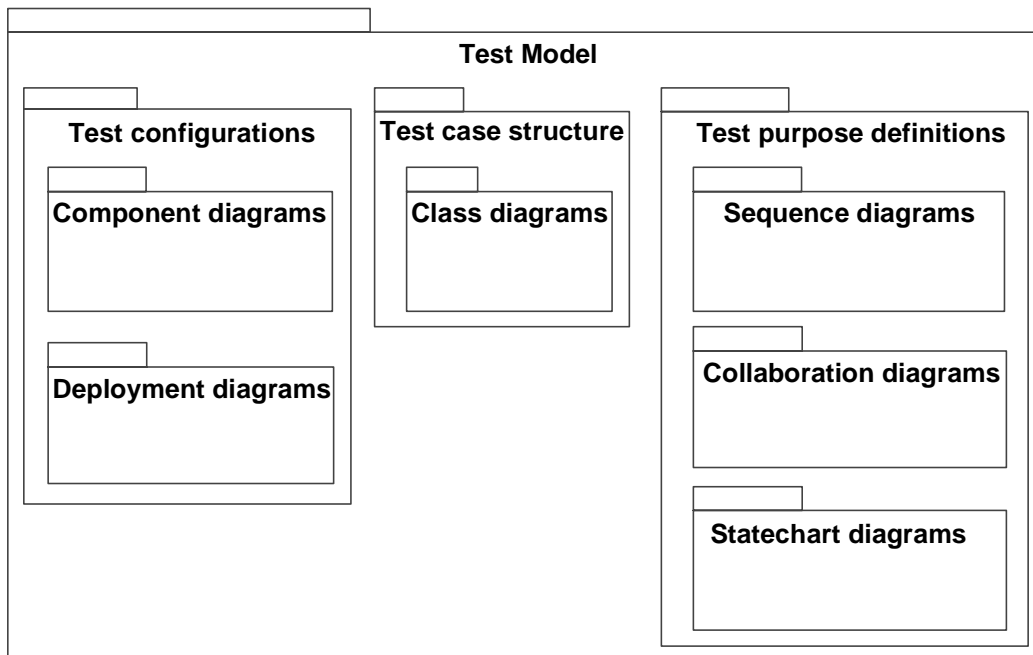 Test Model
Test configurations
Component diagrams
Deployment diagrams
Test case structure
Class diagrams
Test purpose definitions
Sequence diagrams
Collaboration diagrams
Statechart diagrams